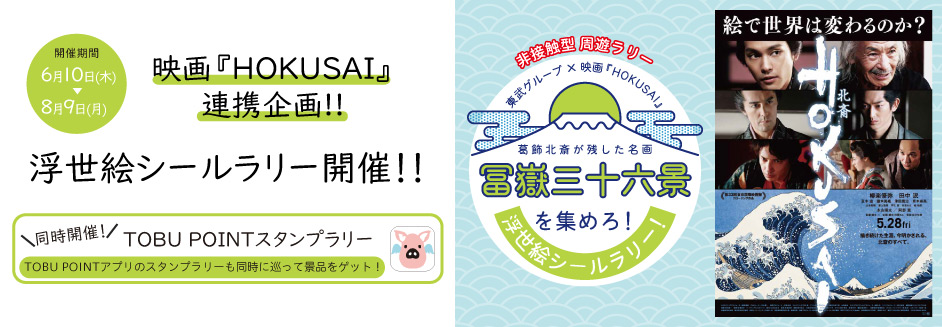 開催期間
6月10日(木)
8月9日(月)
映画『HOKUSAI』
連携企画!!
浮世絵シールラリー開催!!
同時開催!
TOBU POINTスタンプラリー
TOBU POINTアプリのスタンプラリーも同時に巡って景品をゲット!
非接触型 周遊ラリー
東武グループ×映画『HOKUSAI』
葛飾北斎が残した名画
冨嶽三十六景
を集めろ!
浮世絵シールラリー!
絵で世界は変わるのか?
HOKUSAI
北斎
柳楽優弥 田中 泯
5.28fri